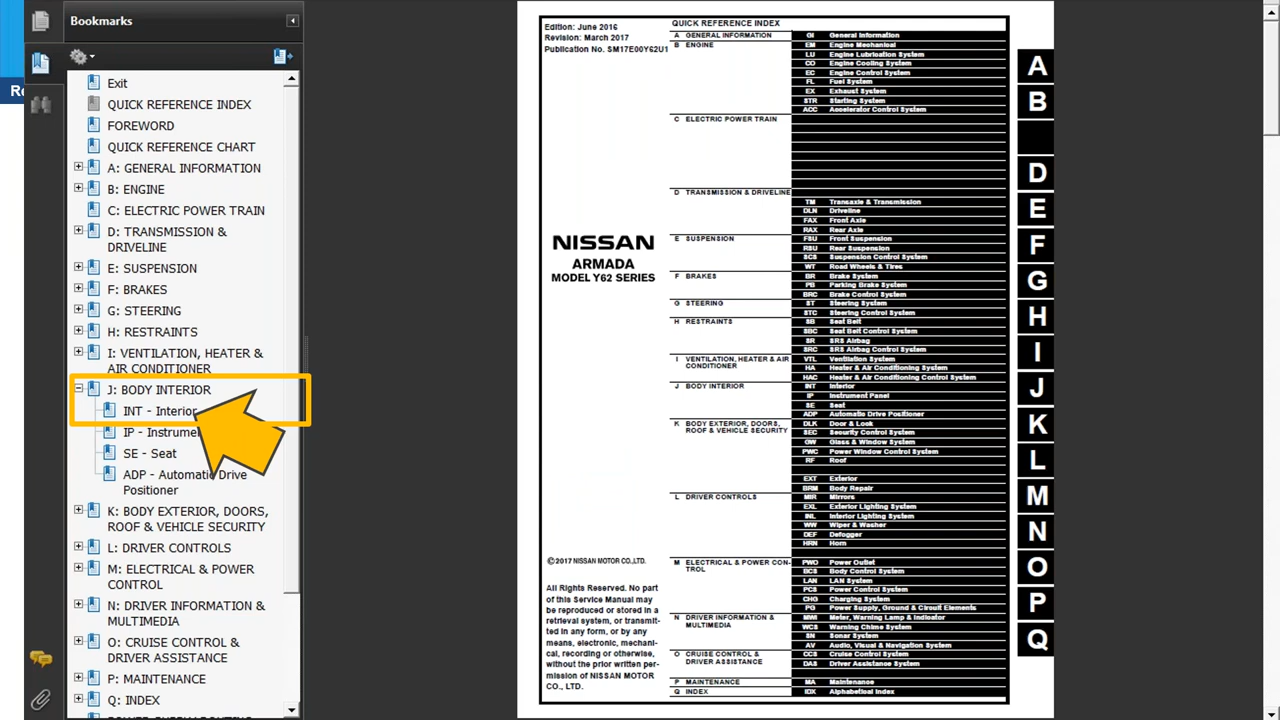 Re
Bookmarks
Exit
QUICK REFERENCE INDEX
FOREWORD
QUICK REFERENCE CHART
A: GENERAL INFORMATION
B: ENGINE
C: ELECTRIC POWER TRAIN
D: TRANSMISSION &
DRIVELINE
E: SUSPENSION
F: BRAKES
G: STEERING
H: RESTRAINTS
I: VENTILATION, HEATER &
AIR CONDITIONER
J: BODY INTERIOR
INT - Interior
IP - Instrume
SE - Seat
ADP - Automatic Drive
Positioner
K: BODY EXTERIOR, DOORS,
ROOF & VEHICLE SECURITY
L: DRIVER CONTROLS
M: ELECTRICAL & POWER
CONTROL
N: DRIVER INFORMATION &
MULTIMEDIA
O: CRUISE CONTROL &
DRIVER ASSISTANCE
P: MAINTENANCE
Q: INDEX
Edition: June 2016
Revision: March 2017
Publication No. SM17E00Y62U1
NISSAN
ARMADA
MODEL Y62 SERIES
©2017 NISSAN MOTOR CO.,LTD.
All Rights Reserved. No part
of this Service Manual may
be reproduced or stored in a
retrieval system, or transmit-
ted in any form, or by any
means, electronic, mechani-
cal, recording or otherwise,
without the prior written per-
mission of NISSAN MOTOR
CO., LTD.
QUICK REFERENCE INDEX
A GENERAL INFORMATION GI General Information
B ENGINE EM Engine Mechanical
LU Engine Lubrication System
CO Engine Cooling System
EC Engine Control System
FL Fuel System
EX Exhaust System
STR Starting System
ACC Accelerator Control System
C ELECTRIC POWER TRAIN
D TRANSMISSION & DRIVELINE
TM Transaxle & Transmission
DLN Driveline
FAX Front Axle
RAX Rear Axle
E SUSPENSION FSU Front Suspension
RSU Rear Suspension
SCS Suspension Control System
WT Road Wheels & Tires
F BRAKES BR Brake System
PB Parking Brake System
BRC Brake Control System
G STEERING ST Steering System
STC Steering Control System
H RESTRAINTS SB Seat Belt
SBC Seat Belt Control System
SR SRS Airbag
SRC SRS Airbag Control System
I VENTILATION, HEATER & AIR VTL Ventilation System
CONDITIONER HA Heater & Air Conditioning System
HAC Heater & Air Conditioning Control System
J BODY INTERIOR INT Interior
IP Instrument Panel
SE Seat
ADP Automatic Drive Positioner
K BODY EXTERIOR, DOORS, DLK Door & Lock
ROOF & VEHICLE SECURITY SEC Security Control System
GW Glass & Window System
PWC Power Window Control System
RF Roof
EXT Exterior
BRM Body Repair
L DRIVER CONTROLS MIR Mirrors
EXL Exterior Lighting System
INL Interior Lighting System
WW Wiper & Washer
DEF Defogger
HRN Horn
M ELECTRICAL & POWER CON- PWO Power Outlet
TROL BCS Body Control System
LAN LAN System
PCS Power Control System
CHG Charging System
PG Power Supply, Ground & Circuit Elements
N DRIVER INFORMATION & MWI Meter, Warning Lamp & Indicator
MULTIMEDIA WCS Warning Chime System
SN Sonar System
AV Audio, Visual & Navigation System
O CRUISE CONTROL & CCS Cruise Control System
DRIVER ASSISTANCE DAS Driver Assistance System
P MAINTENANCE MA Maintenance
Q INDEX IDX Alphabetical Index
A
B
D
E
F
G
H
I
J
K
L
M
N
O
P
Q